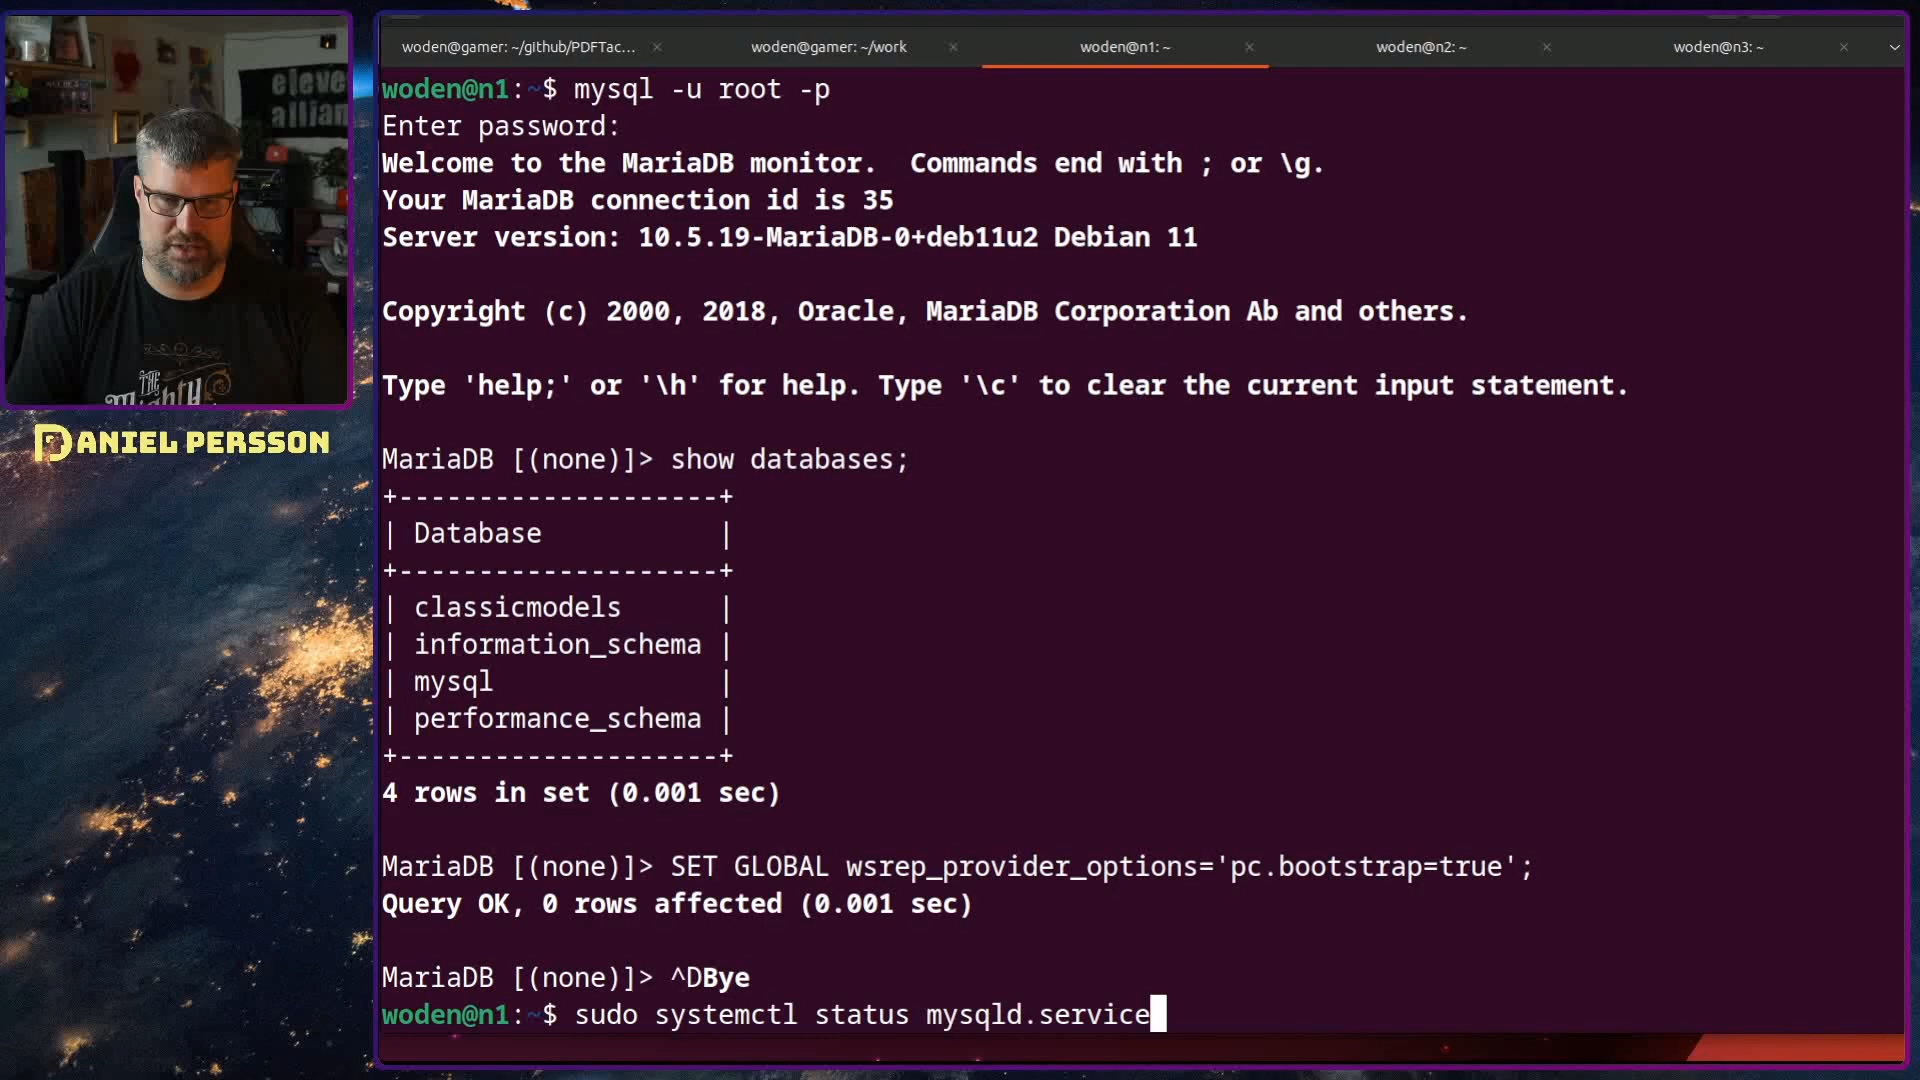 eleve
allian
THE
Mighty
DANIEL PERSSON
woden@gamer: ~/github/PDFTac... × woden@gamer: ~/work × woden@n1: ~ × woden@n2: ~ × woden@n3: ~ ×
woden@n1:~$ mysql -u root -p
Enter password:
Welcome to the MariaDB monitor.  Commands end with ; or \g.
Your MariaDB connection id is 35
Server version: 10.5.19-MariaDB-0+deb11u2 Debian 11
Copyright (c) 2000, 2018, Oracle, MariaDB Corporation Ab and others.
Type 'help;' or '\h' for help. Type '\c' to clear the current input statement.
MariaDB [(none)]> show databases;
+--------------------+
| Database           |
+--------------------+
| classicmodels      |
| information_schema |
| mysql              |
| performance_schema |
+--------------------+
4 rows in set (0.001 sec)
MariaDB [(none)]> SET GLOBAL wsrep_provider_options='pc.bootstrap=true';
Query OK, 0 rows affected (0.001 sec)
MariaDB [(none)]> ^DBye
woden@n1:~$ sudo systemctl status mysqld.service